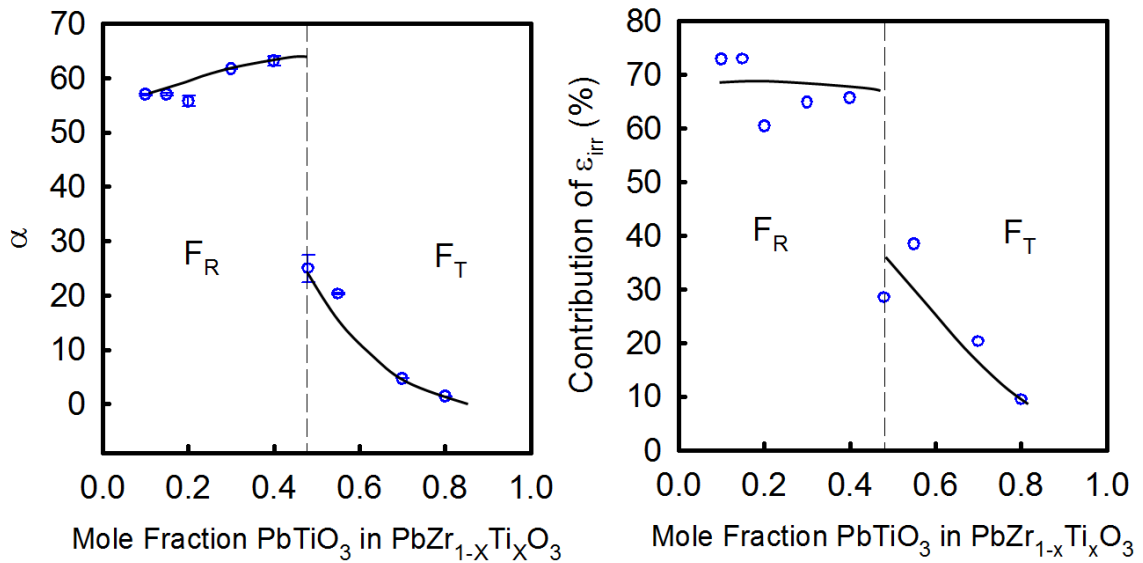 70
60
50
40
30
20
10
0
α
F_R
F_T
0.0 0.2 0.4 0.6 0.8 1.0
Mole Fraction PbTiO₃ in PbZr₁₋XTiXO₃
80
70
60
50
40
30
20
10
0
Contribution of ε_irr (%)
F_R
F_T
0.0 0.2 0.4 0.6 0.8 1.0
Mole Fraction PbTiO₃ in PbZr₁₋ₓTiₓO₃